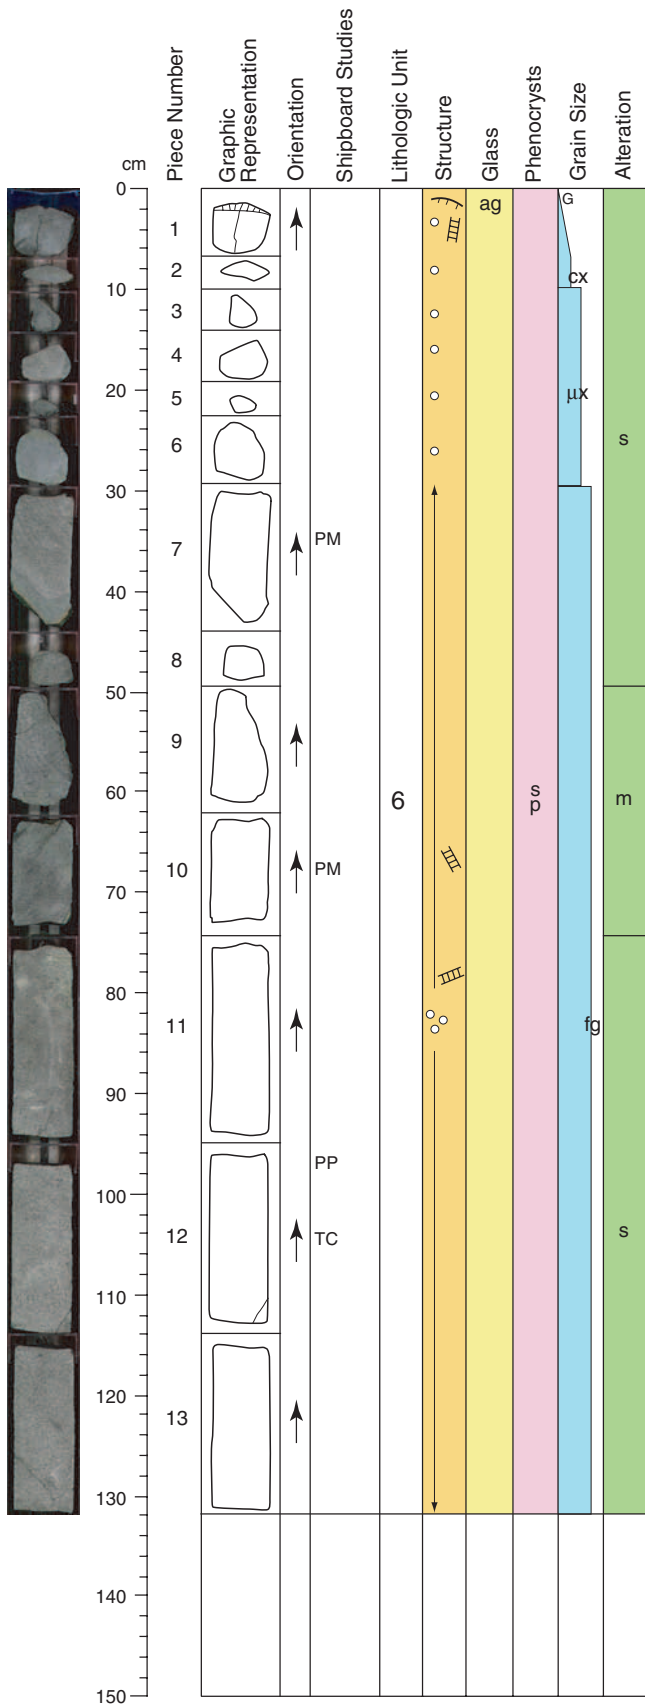 cm
Piece Number
Graphic
Representation
Orientation
Shipboard Studies
Lithologic Unit
Structure
Glass
Phenocrysts
Grain Size
Alteration
0
10
20
30
40
50
60
70
80
90
100
110
120
130
140
150
1
2
3
4
5
6
7
8
9
10
11
12
13
PM
PM
PP
TC
6
ag
s
p
G
cx
μx
fg
s
m
s